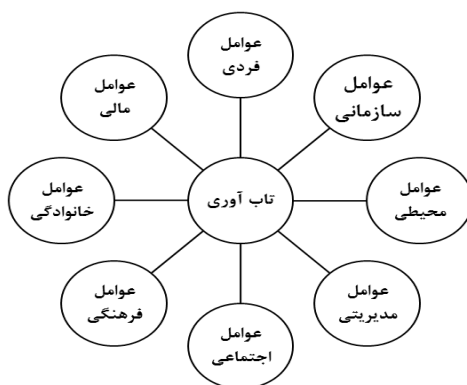 عوامل
فردی
عوامل
سازمانی
عوامل
محیطی
عوامل
مدیریتی
عوامل
اجتماعی
عوامل
فرهنگی
عوامل
خانوادگی
عوامل
مالی
تاب آوری